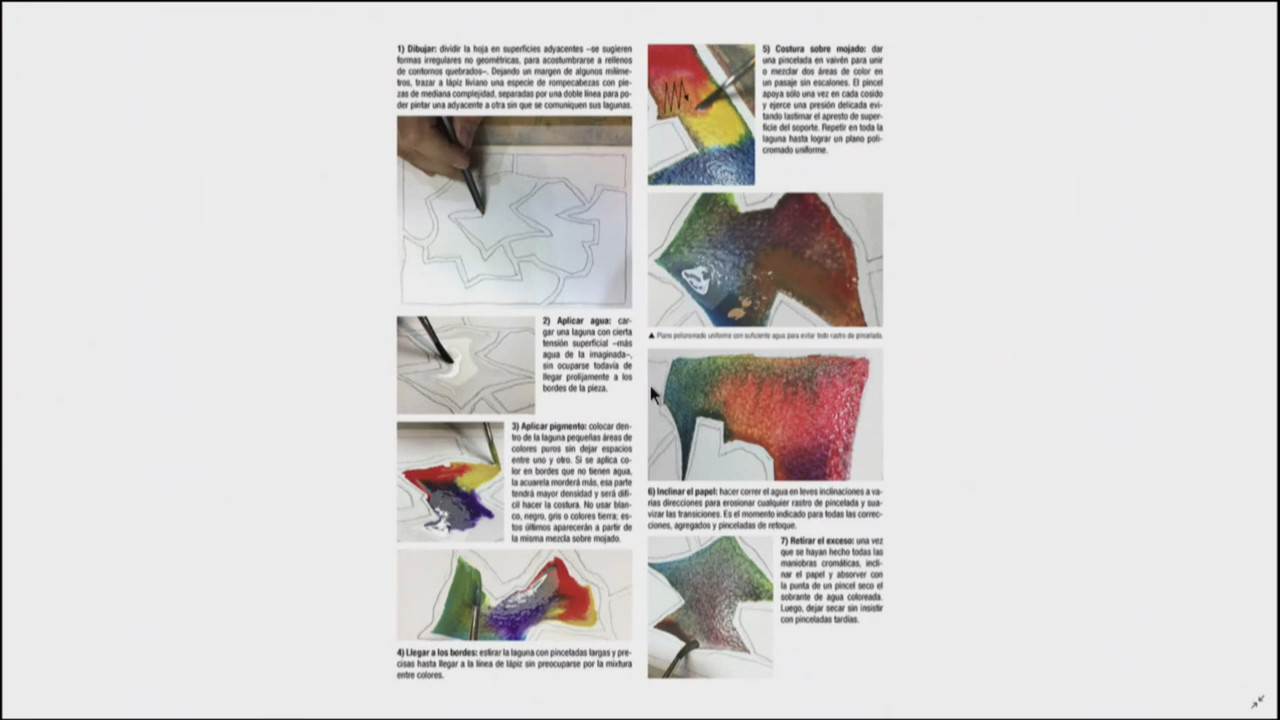 1) Dibujar: dividir la hoja en superficies adyacentes –se sugieren
formas irregulares no geométricas, para acostumbrarse a rellenos
de contornos quebrados–. Dejando un margen de algunos milíme-
tros, trazar a lápiz liviano una especie de rompecabezas con pie-
zas de mediana complejidad, separadas por una doble línea para po-
der pintar una adyacente a otra sin que se comuniquen sus lagunas.
2) Aplicar agua: car-
gar una laguna con cierta
tensión superficial –más
agua de la imaginada–,
sin ocuparse todavía de
llegar prolijamente a los
bordes de la pieza.
3) Aplicar pigmento: colocar den-
tro de la laguna pequeñas áreas de
colores puros sin dejar espacios
entre uno y otro. Si se aplica co-
lor en bordes que no tienen agua,
la acuarela morderá más, esa parte
tendrá mayor densidad y será difí-
cil hacer la costura. No usar blan-
co, negro, gris o colores tierra; es-
tos últimos aparecerán a partir de
la misma mezcla sobre mojado.
4) Llegar a los bordes: estirar la laguna con pinceladas largas y pre-
cisas hasta llegar a la línea de lápiz sin preocuparse por la mixtura
entre colores.
5) Costura sobre mojado: dar
una pincelada en vaivén para unir
o mezclar dos áreas de color en
un pasaje sin escalones. El pincel
apoya sólo una vez en cada cosido
y ejerce una presión delicada evi-
tando lastimar el apresto de super-
ficie del soporte. Repetir en toda la
laguna hasta lograr un plano poli-
cromado uniforme.
▲ Plano policromado uniforme con suficiente agua para evitar todo rastro de pincelada.
6) Inclinar el papel: hacer correr el agua en leves inclinaciones a va-
rias direcciones para erosionar cualquier rastro de pincelada y sua-
vizar las transiciones. Es el momento indicado para todas las correc-
ciones, agregados y pinceladas de retoque.
7) Retirar el exceso: una vez
que se hayan hecho todas las
maniobras cromáticas, incli-
nar el papel y absorver con
la punta de un pincel seco el
sobrante de agua coloreada.
Luego, dejar secar sin insistir
con pinceladas tardías.